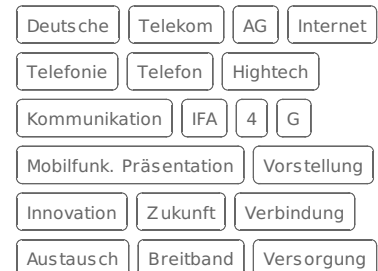 Deutsche Telekom AG Internet
Telefonie Telefon Hightech
Kommunikation IFA 4 G
Mobilfunk. Präsentation Vorstellung
Innovation Zukunft Verbindung
Austausch Breitband Versorgung